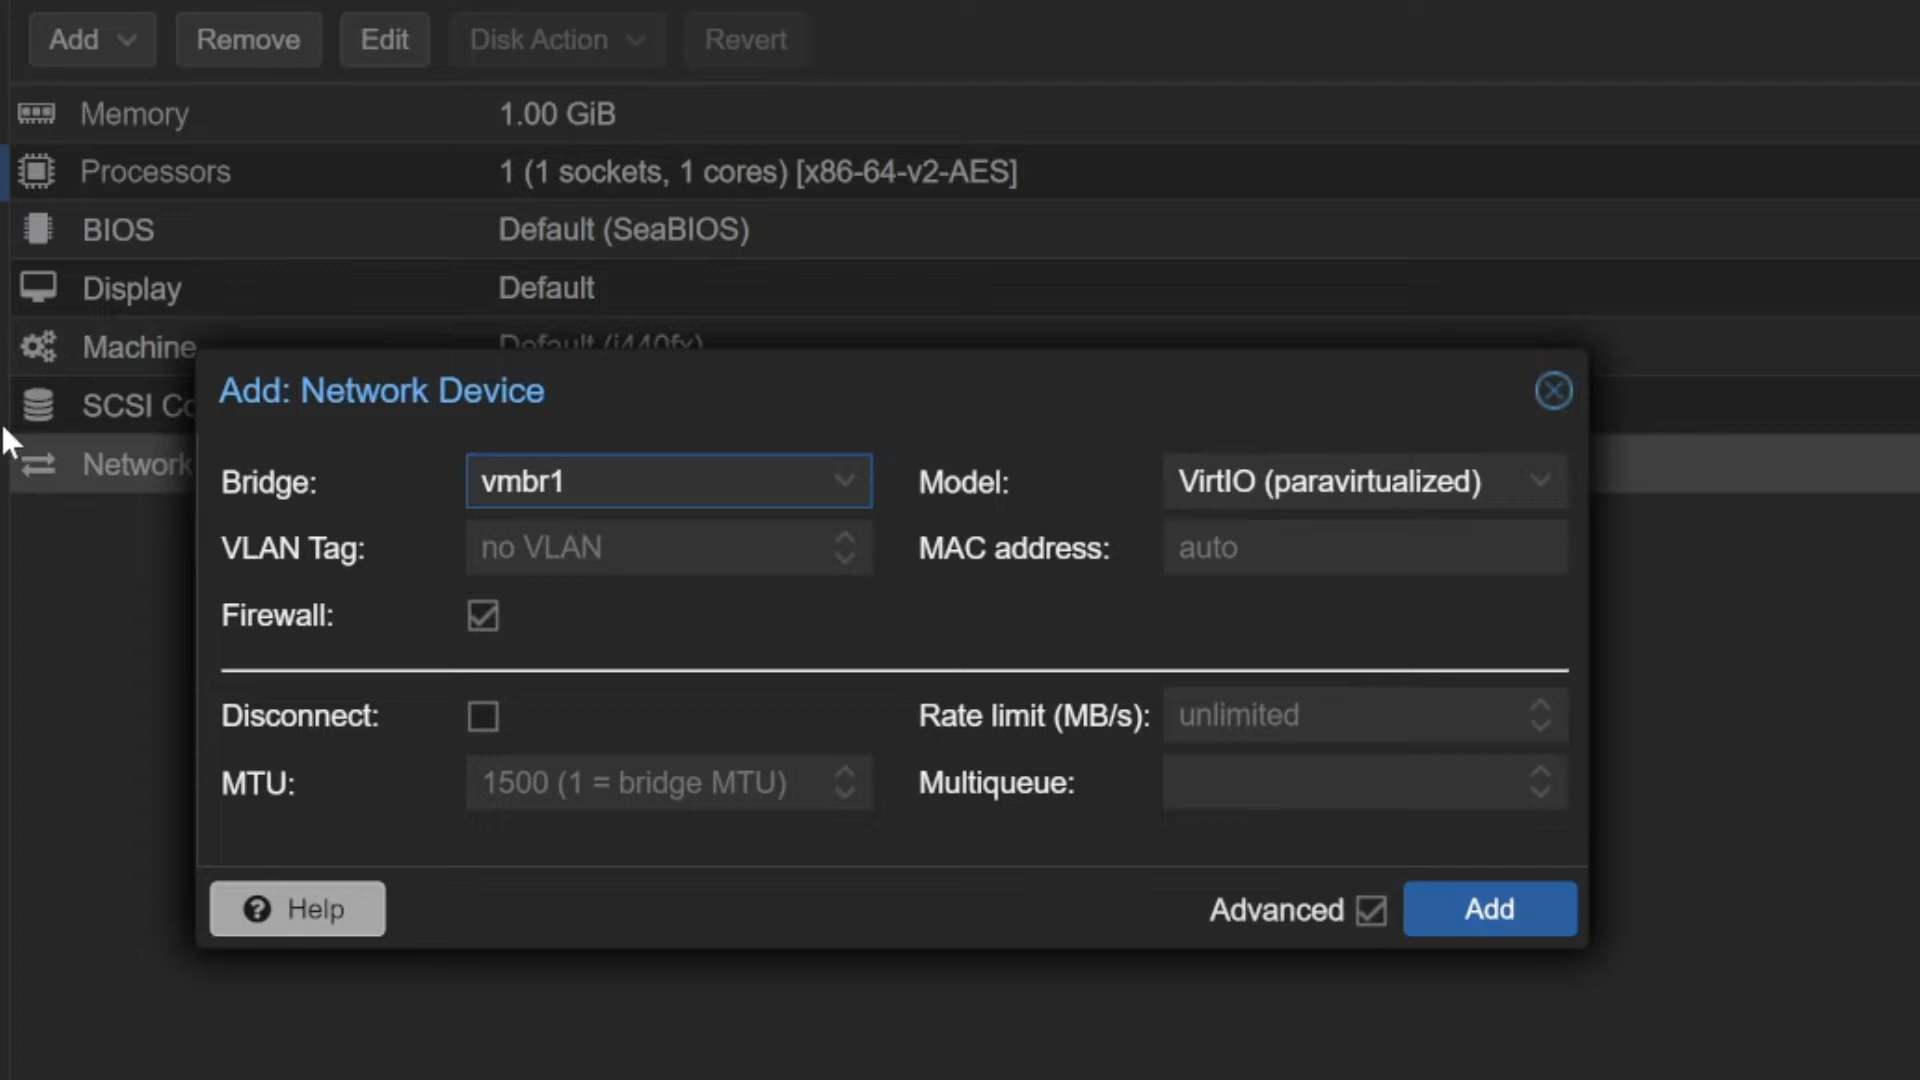 Add Remove Edit Disk Action Revert
Memory 1.00 GiB
Processors 1 (1 sockets, 1 cores) [x86-64-v2-AES]
BIOS Default (SeaBIOS)
Display Default
Machine Default (i440fx)
SCSI Co
Network
Add: Network Device
Bridge: vmbr1 Model: VirtIO (paravirtualized)
VLAN Tag: no VLAN MAC address: auto
Firewall:
Disconnect: Rate limit (MB/s): unlimited
MTU: 1500 (1 = bridge MTU) Multiqueue:
Help Advanced Add